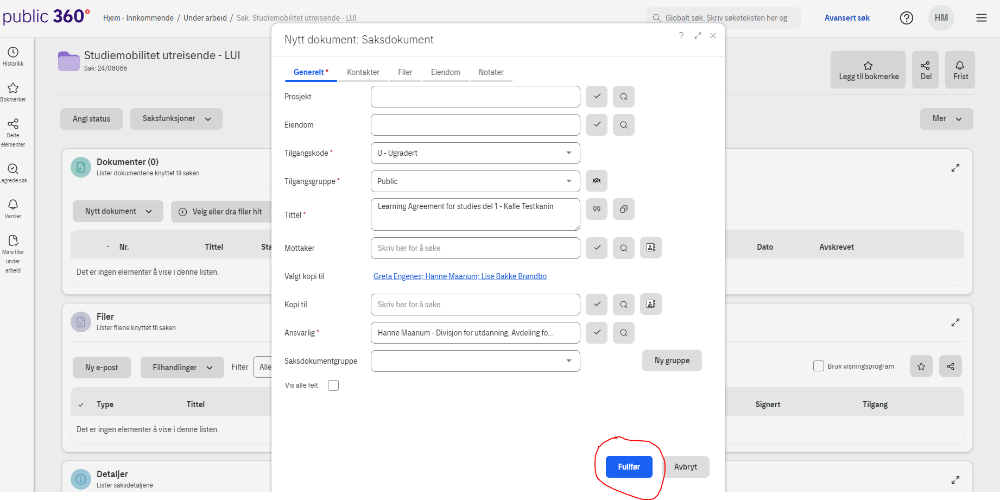 public 360°
Hjem - Innkommende / Under arbeid / Sak: Studiemobilitet utreisende - LUI
Globalt søk: Skriv søketeksten her og
Avansert søk
?
HM
Historikk
Bokmerker
Delte
elementer
Lagrede søk
Varsler
Mine filer
under
arbeid
Studiemobilitet utreisende - LUI
Sak: 24/08086
Legg til bokmerke
Del
Frist
Angi status
Saksfunksjoner
Mer
Dokumenter (0)
Lister dokumentene knyttet til saken
Nytt dokument
Velg eller dra filer hit
Nr.
Tittel
Sta
Dato
Avskrevet
Det er ingen elementer å vise i denne listen.
Filer
Lister filene knyttet til saken
Ny e-post
Filhandlinger
Filter
Alle
Bruk visningsprogram
Type
Tittel
Signert
Tilgang
Det er ingen elementer å vise i denne listen.
Detaljer
Lister saksdetaljene
Nytt dokument: Saksdokument
?
Generelt *
Kontakter
Filer
Eiendom
Notater
Prosjekt
Eiendom
Tilgangskode * U - Ugradert
Tilgangsgruppe * Public
Tittel * Learning Agreement for studies del 1 - Kalle Testkanin
Mottaker Skriv her for å søke
Valgt kopi til Greta Engenes; Hanne Maanum; Lise Bakke Brøndbo
Kopi til Skriv her for å søke
Ansvarlig * Hanne Maanum - Divisjon for utdanning, Avdeling fo...
Saksdokumentgruppe
Ny gruppe
Vis alle felt
Fullfør
Avbryt